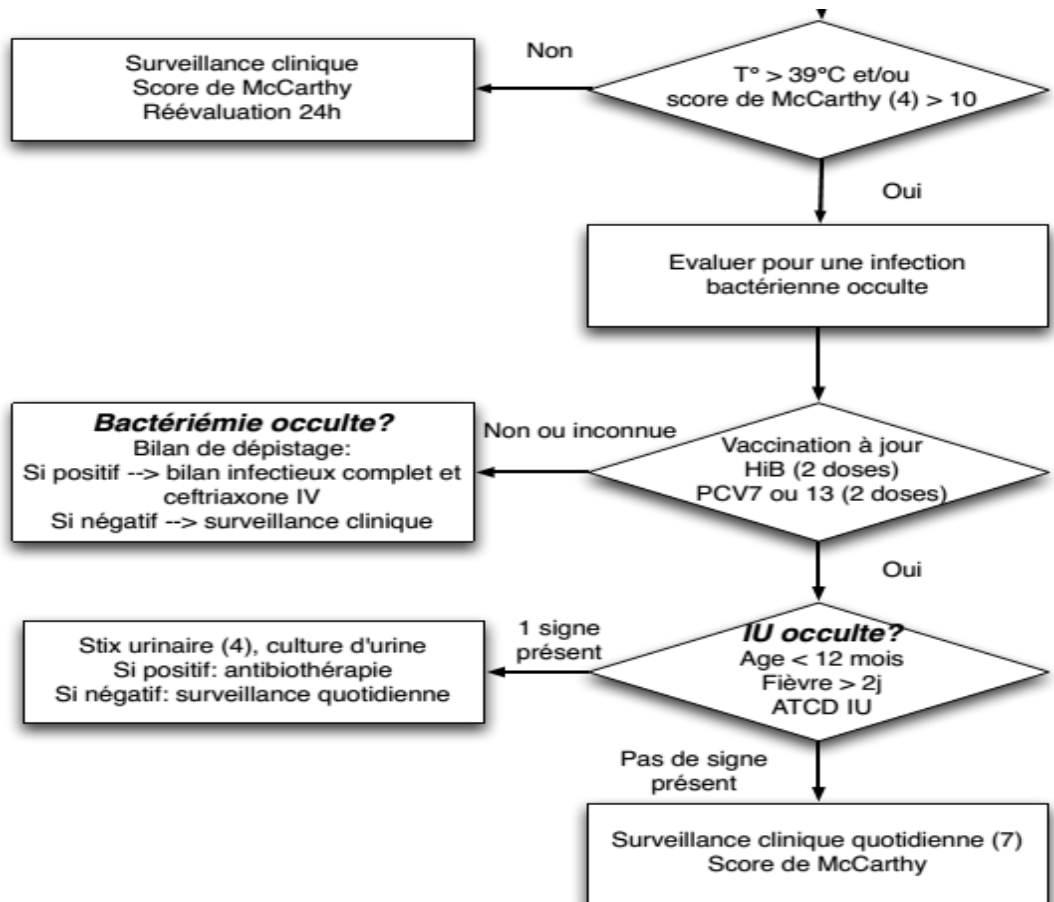 Non
T° > 39°C et/ou
score de McCarthy (4) > 10
Surveillance clinique
Score de McCarthy
Réévaluation 24h
Oui
Evaluer pour une infection
bactérienne occulte
Non ou inconnue
Vaccination à jour
HiB (2 doses)
PCV7 ou 13 (2 doses)
Bactériémie occulte?
Bilan de dépistage:
Si positif --> bilan infectieux complet et
ceftriaxone IV
Si négatif --> surveillance clinique
Oui
1 signe
présent
IU occulte?
Age < 12 mois
Fièvre > 2j
ATCD IU
Stix urinaire (4), culture d'urine
Si positif: antibiothérapie
Si négatif: surveillance quotidienne
Pas de signe
présent
Surveillance clinique quotidienne (7)
Score de McCarthy